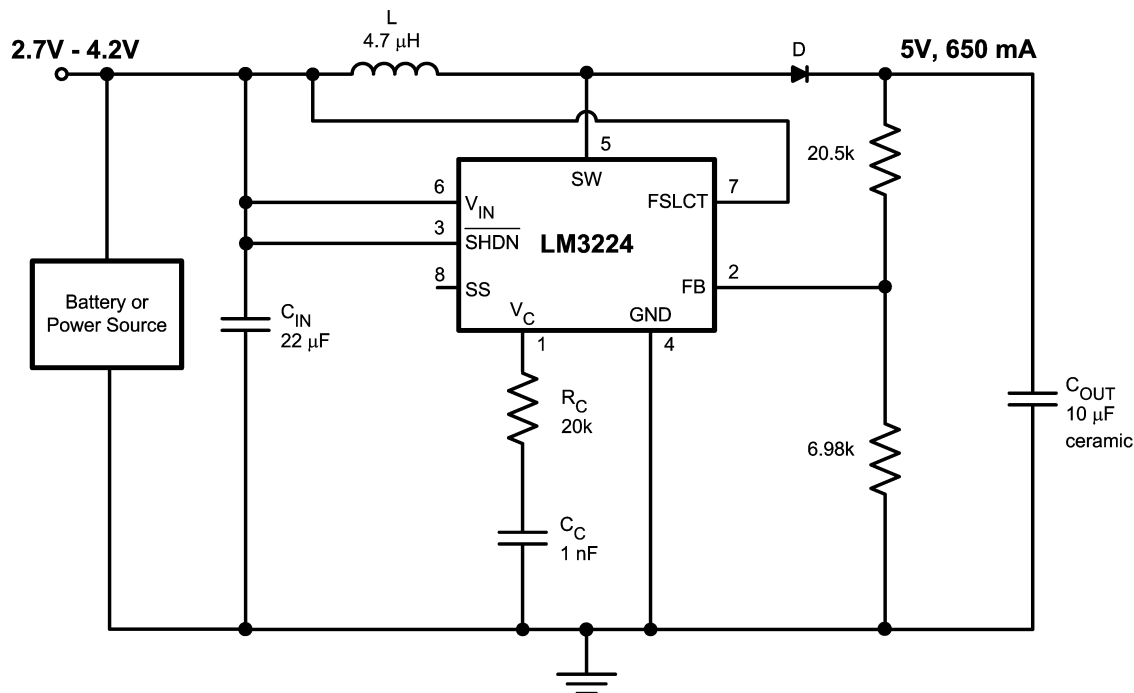 L
4.7 μH
2.7V - 4.2V
D
5V, 650 mA
5
SW
20.5k
6
V_IN
7
FSLCT
3
SHDN
LM3224
8
SS
2
FB
Battery or
Power Source
C_IN
22 μF
V_C
GND
1
4
R_C
20k
C_OUT
10 μF
ceramic
6.98k
C_C
1 nF